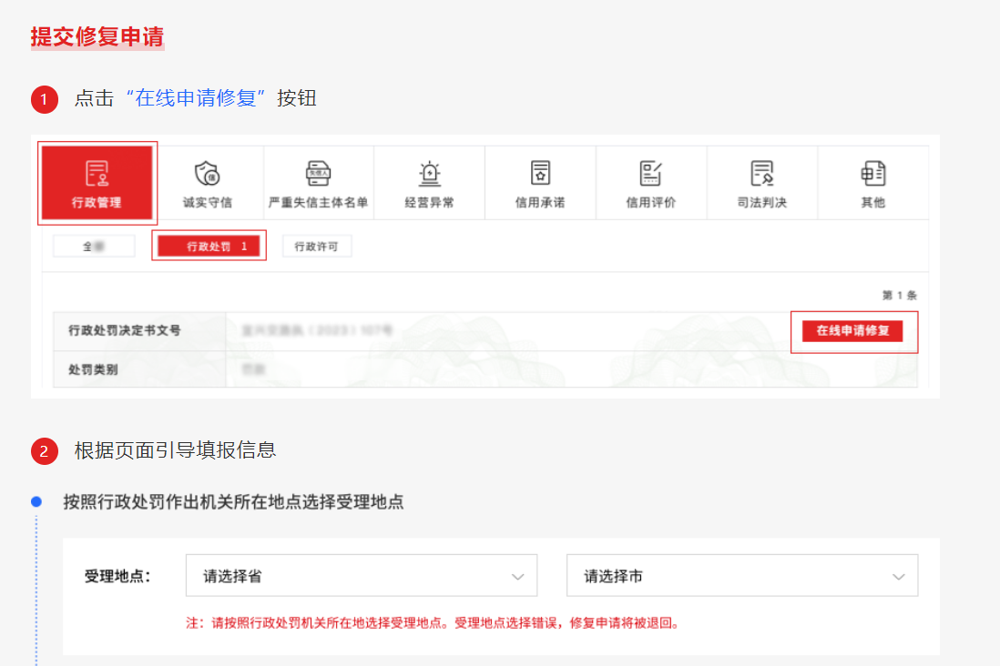 提交修复申请
1 点击“在线申请修复”按钮
行政管理 诚实守信 严重失信主体名单 经营异常 信用承诺 信用评价 司法判决 其他
失信人
信
全 行政处罚 1 行政许可
第 1 条
行政处罚决定书文号 在线申请修复
处罚类别
2 根据页面引导填报信息
按照行政处罚作出机关所在地点选择受理地点
受理地点： 请选择省 请选择市
注：请按照行政处罚机关所在地选择受理地点。受理地点选择错误，修复申请将被退回。